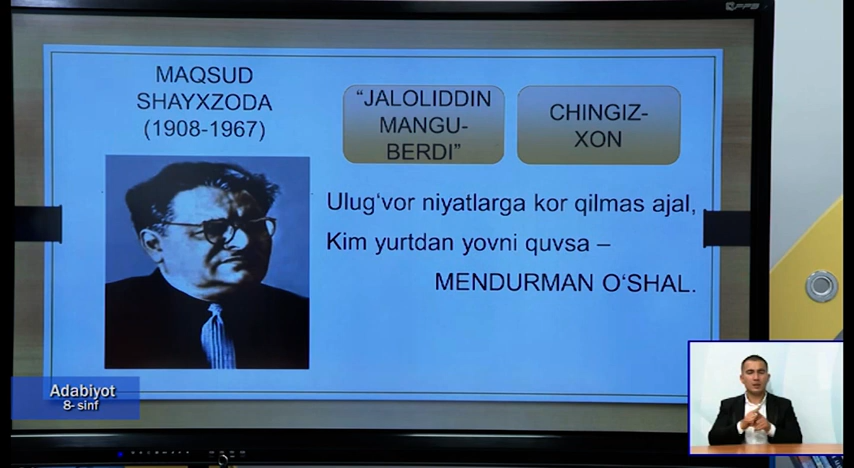 MAQSUD
SHAYXZODA
(1908-1967)
“JALOLIDDIN
MANGU-
BERDI”
CHINGIZ-
XON
Ulug‘vor niyatlarga kor qilmas ajal,
Kim yurtdan yovni quvsa –
MENDURMAN O‘SHAL.
Adabiyot
8- sinf